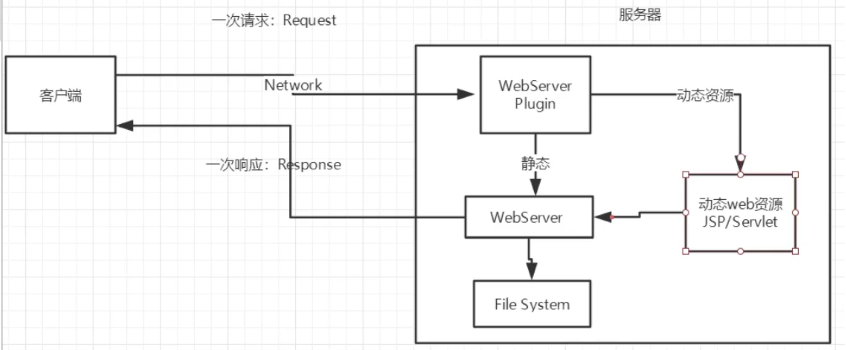 一次请求：Request
服务器
客户端
Network
WebServer
Plugin
动态资源
一次响应：Response
静态
动态web资源
JSP/Servlet
WebServer
File System